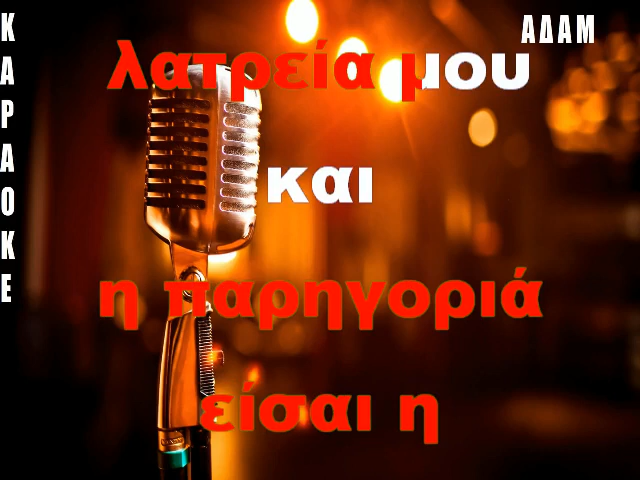 ΚΑΡΑΟΚΕ
ΑΔΑΜ
λατρεία μου
και
η παρηγοριά
είσαι η